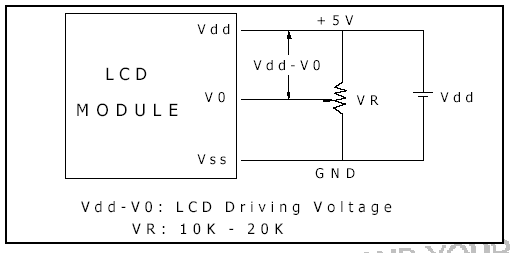 Vdd
+5V
LCD
MODULE
Vdd-V0
V0
VR
Vdd
Vss
GND
Vdd-V0: LCD Driving Voltage
VR: 10K - 20K